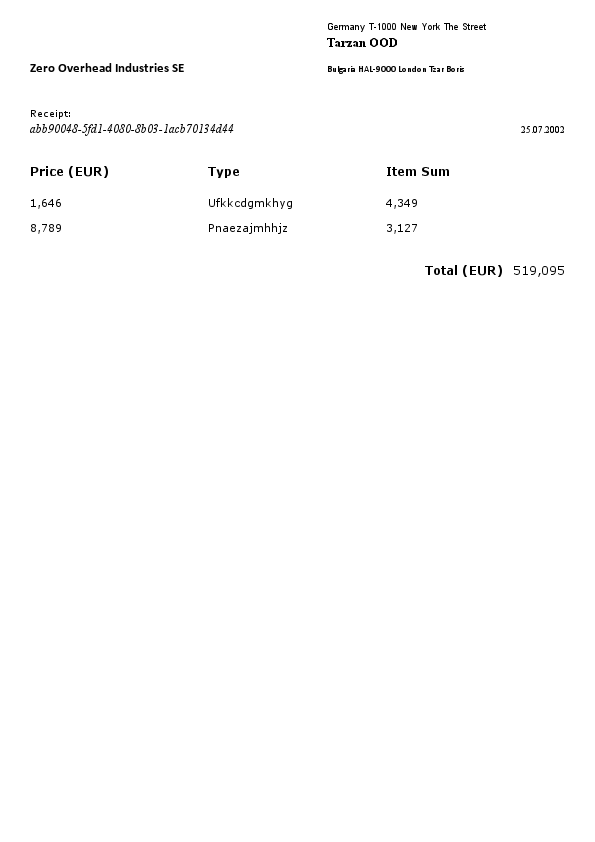 Germany T-1000 New York The Street
Tarzan OOD
Zero Overhead Industries SE
Bulgaria HAL-9000 London Tzar Boris
Receipt:
abb90048-5fd1-4080-8b03-1acb70134d44
25.07.2002
Price (EUR) Type Item Sum
1,646 Ufkkcdgmkhyg 4,349
8,789 Pnaezajmhhjz 3,127
Total (EUR) 519,095